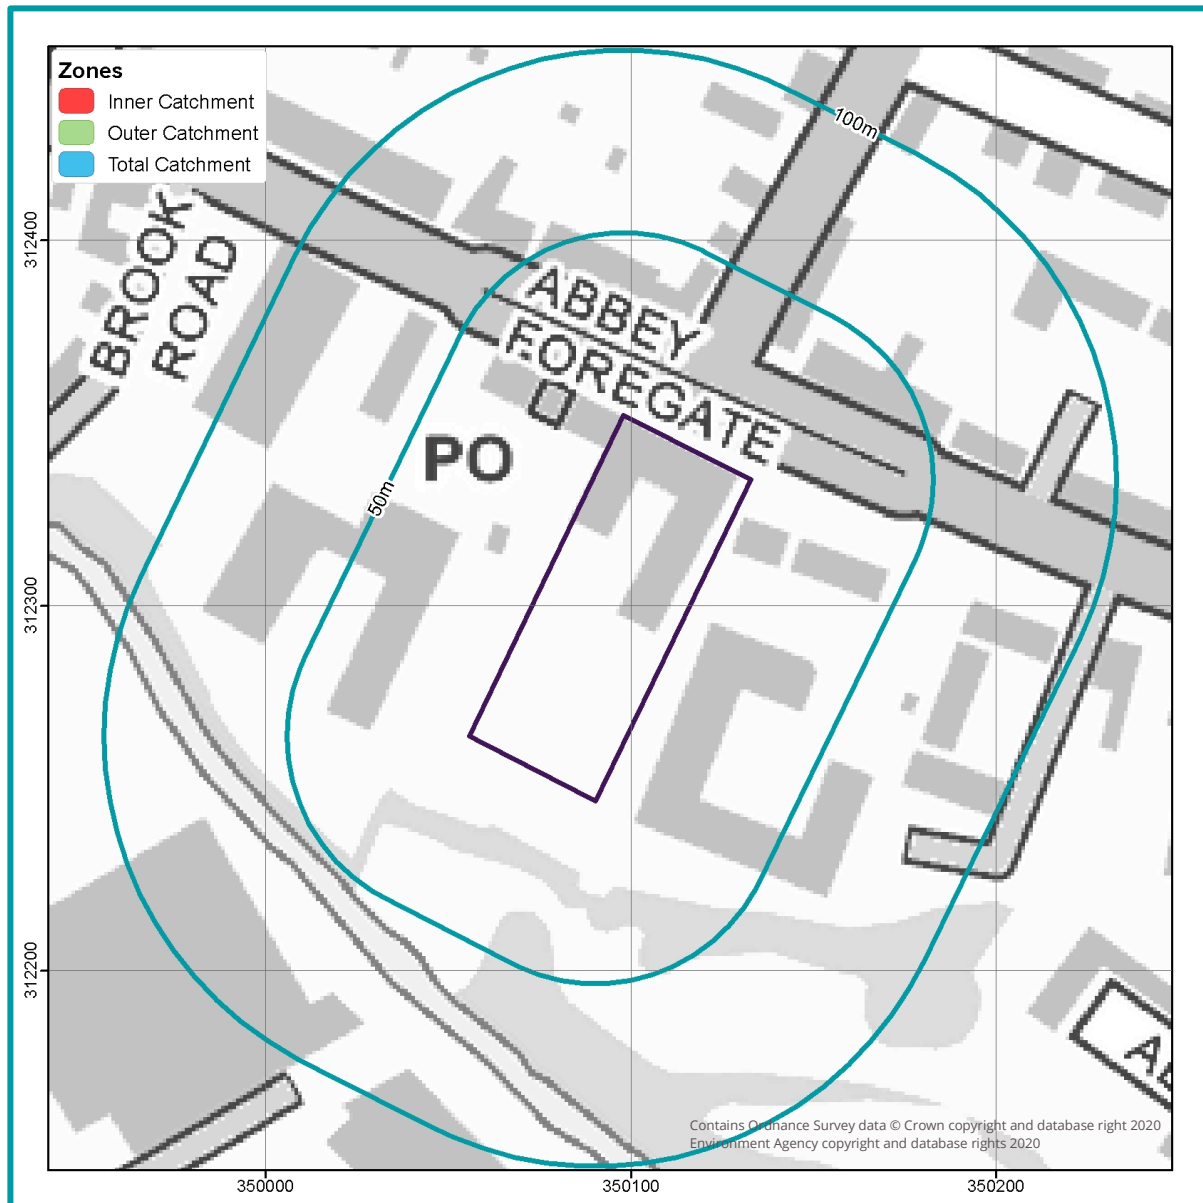 Zones
Inner Catchment
Outer Catchment
Total Catchment
100m
BROOK
ROAD
ABBEY
FOREGATE
PO
50m
312400
312300
312200
Contains Ordnance Survey data © Crown copyright and database right 2020
Environment Agency copyright and database rights 2020
350000
350100
350200